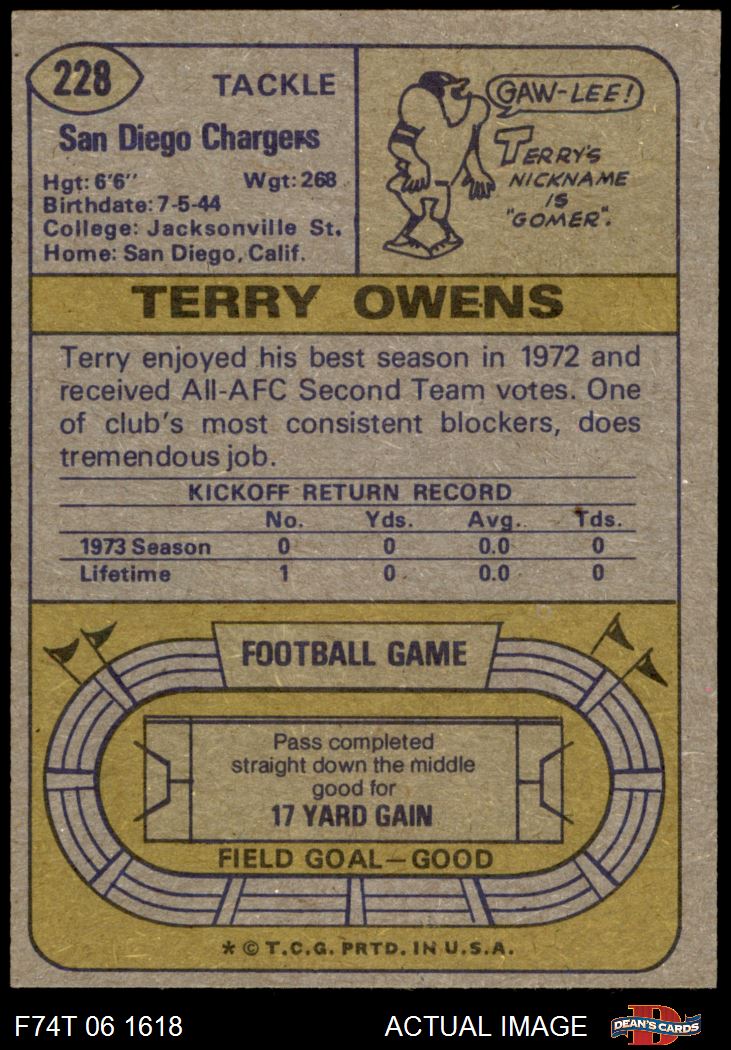 228
TACKLE
San Diego Chargers
Hgt: 6'6" Wgt: 268
Birthdate: 7-5-44
College: Jacksonville St.
Home: San Diego, Calif.
GAW-LEE!
TERRY'S
NICKNAME
IS
"GOMER".
TERRY OWENS
Terry enjoyed his best season in 1972 and
received All-AFC Second Team votes. One
of club's most consistent blockers, does
tremendous job.
KICKOFF RETURN RECORD
No. Yds. Avg. Tds.
1973 Season 0 0 0.0 0
Lifetime 1 0 0.0 0
FOOTBALL GAME
Pass completed
straight down the middle
good for
17 YARD GAIN
FIELD GOAL—GOOD
* © T.C.G. PRTD. IN U.S.A.
F74T 06 1618 ACTUAL IMAGE
D
DEAN'S CARDS